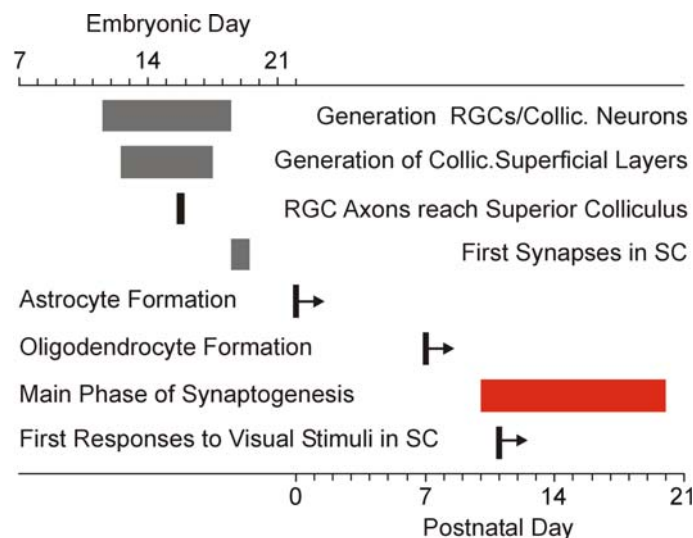 Embryonic Day
7 14 21
Generation RGCs/Collic. Neurons
Generation of Collic.Superficial Layers
RGC Axons reach Superior Colliculus
First Synapses in SC
Astrocyte Formation
Oligodendrocyte Formation
Main Phase of Synaptogenesis
First Responses to Visual Stimuli in SC
0 7 14 21
Postnatal Day